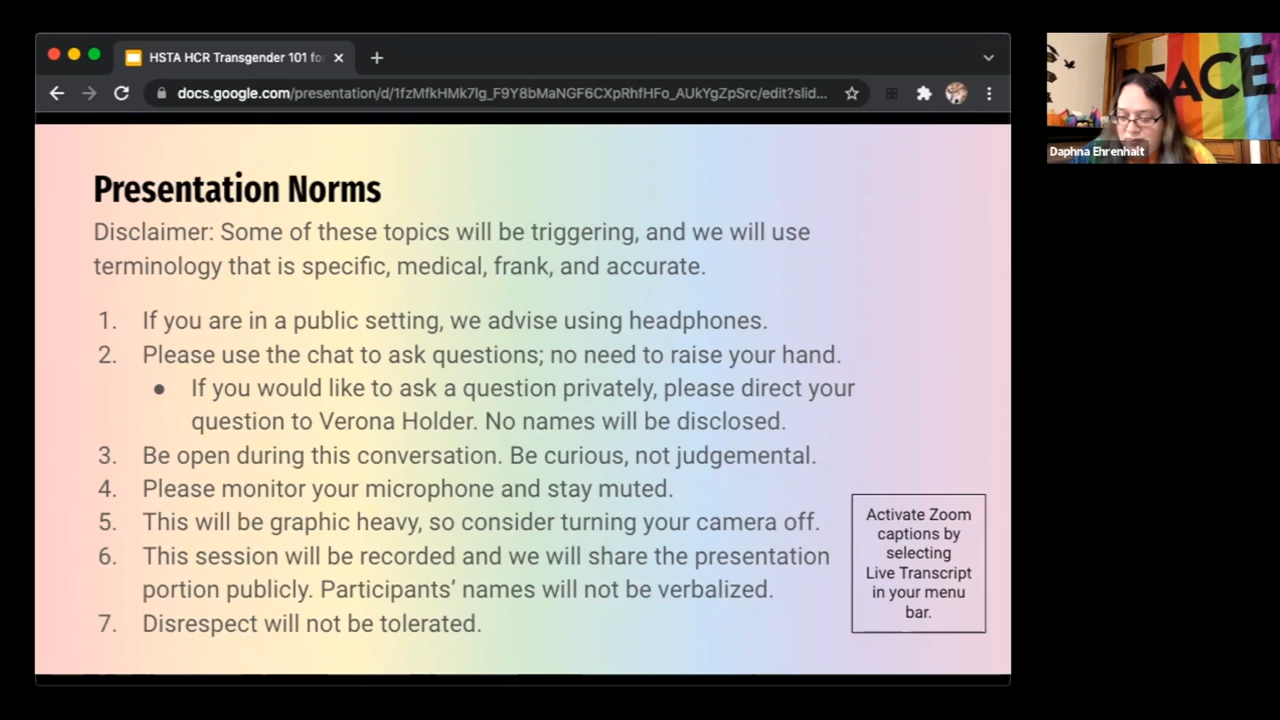 HSTA HCR Transgender 101 fo
docs.google.com/presentation/d/1fzMfkHMk7lg_F9Y8bMaNGF6CXpRhfHFo_AUkYgZpSrc/edit?slid...
Presentation Norms
Disclaimer: Some of these topics will be triggering, and we will use
terminology that is specific, medical, frank, and accurate.
1. If you are in a public setting, we advise using headphones.
2. Please use the chat to ask questions; no need to raise your hand.
● If you would like to ask a question privately, please direct your
question to Verona Holder. No names will be disclosed.
3. Be open during this conversation. Be curious, not judgemental.
4. Please monitor your microphone and stay muted.
5. This will be graphic heavy, so consider turning your camera off.
6. This session will be recorded and we will share the presentation
portion publicly. Participants’ names will not be verbalized.
7. Disrespect will not be tolerated.
Activate Zoom
captions by
selecting
Live Transcript
in your menu
bar.
PEACE
Daphna Ehrenhalt